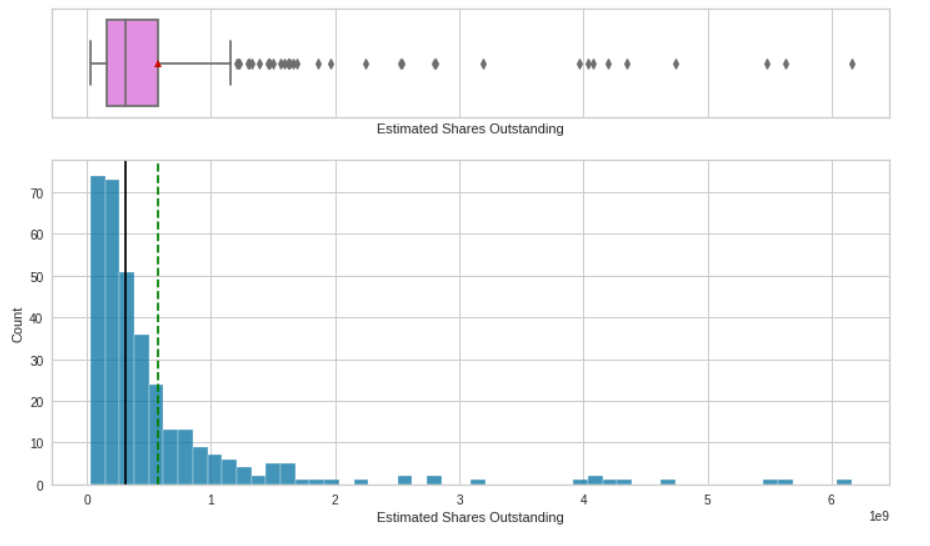 Estimated Shares Outstanding
70
60
50
40
30
20
10
0
Count
0 1 2 3 4 5 6
1e9
Estimated Shares Outstanding